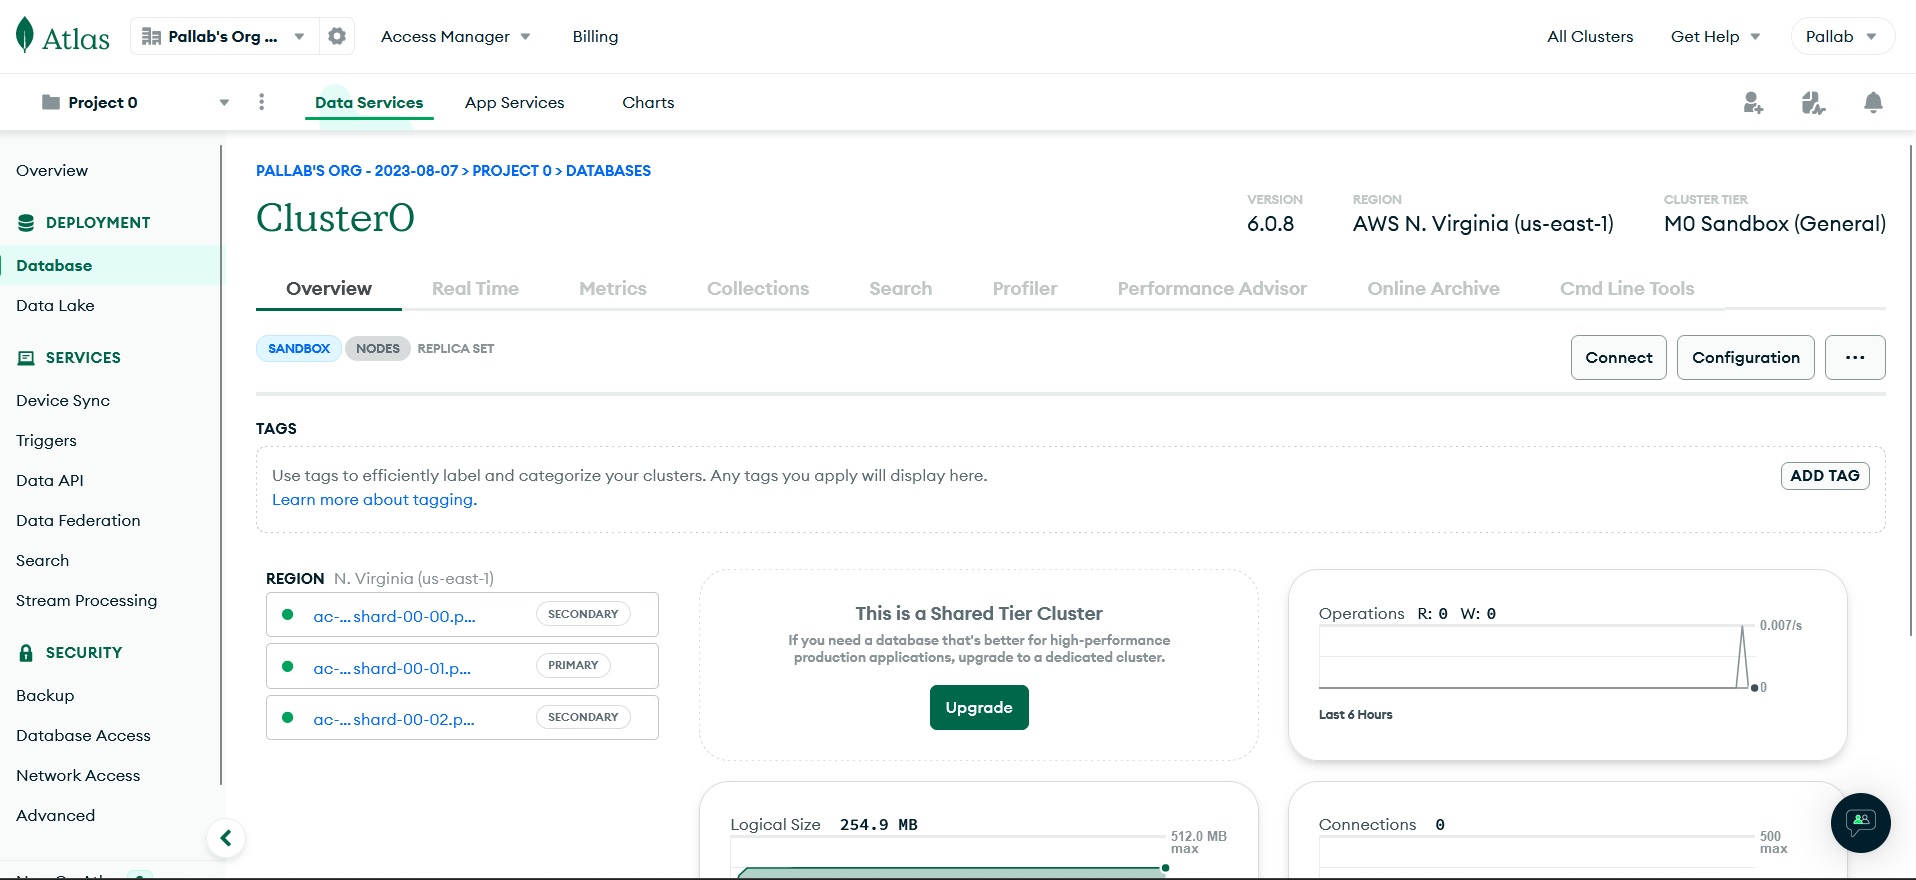 Atlas
Pallab's Org ...
Access Manager
Billing
All Clusters
Get Help
Pallab
Project 0
Data Services
App Services
Charts
Overview
DEPLOYMENT
Database
Data Lake
SERVICES
Device Sync
Triggers
Data API
Data Federation
Search
Stream Processing
SECURITY
Backup
Database Access
Network Access
Advanced
PALLAB'S ORG - 2023-08-07 > PROJECT 0 > DATABASES
Cluster0
VERSION
6.0.8
REGION
AWS N. Virginia (us-east-1)
CLUSTER TIER
M0 Sandbox (General)
Overview
Real Time
Metrics
Collections
Search
Profiler
Performance Advisor
Online Archive
Cmd Line Tools
SANDBOX
NODES
REPLICA SET
Connect
Configuration
...
TAGS
Use tags to efficiently label and categorize your clusters. Any tags you apply will display here.
Learn more about tagging.
ADD TAG
REGION N. Virginia (us-east-1)
ac-...shard-00-00.p...
SECONDARY
ac-...shard-00-01.p...
PRIMARY
ac-...shard-00-02.p...
SECONDARY
This is a Shared Tier Cluster
If you need a database that's better for high-performance
production applications, upgrade to a dedicated cluster.
Upgrade
Operations R: 0 W: 0
0.007/s
0
Last 6 Hours
Logical Size 254.9 MB
512.0 MB
max
Connections 0
500
max